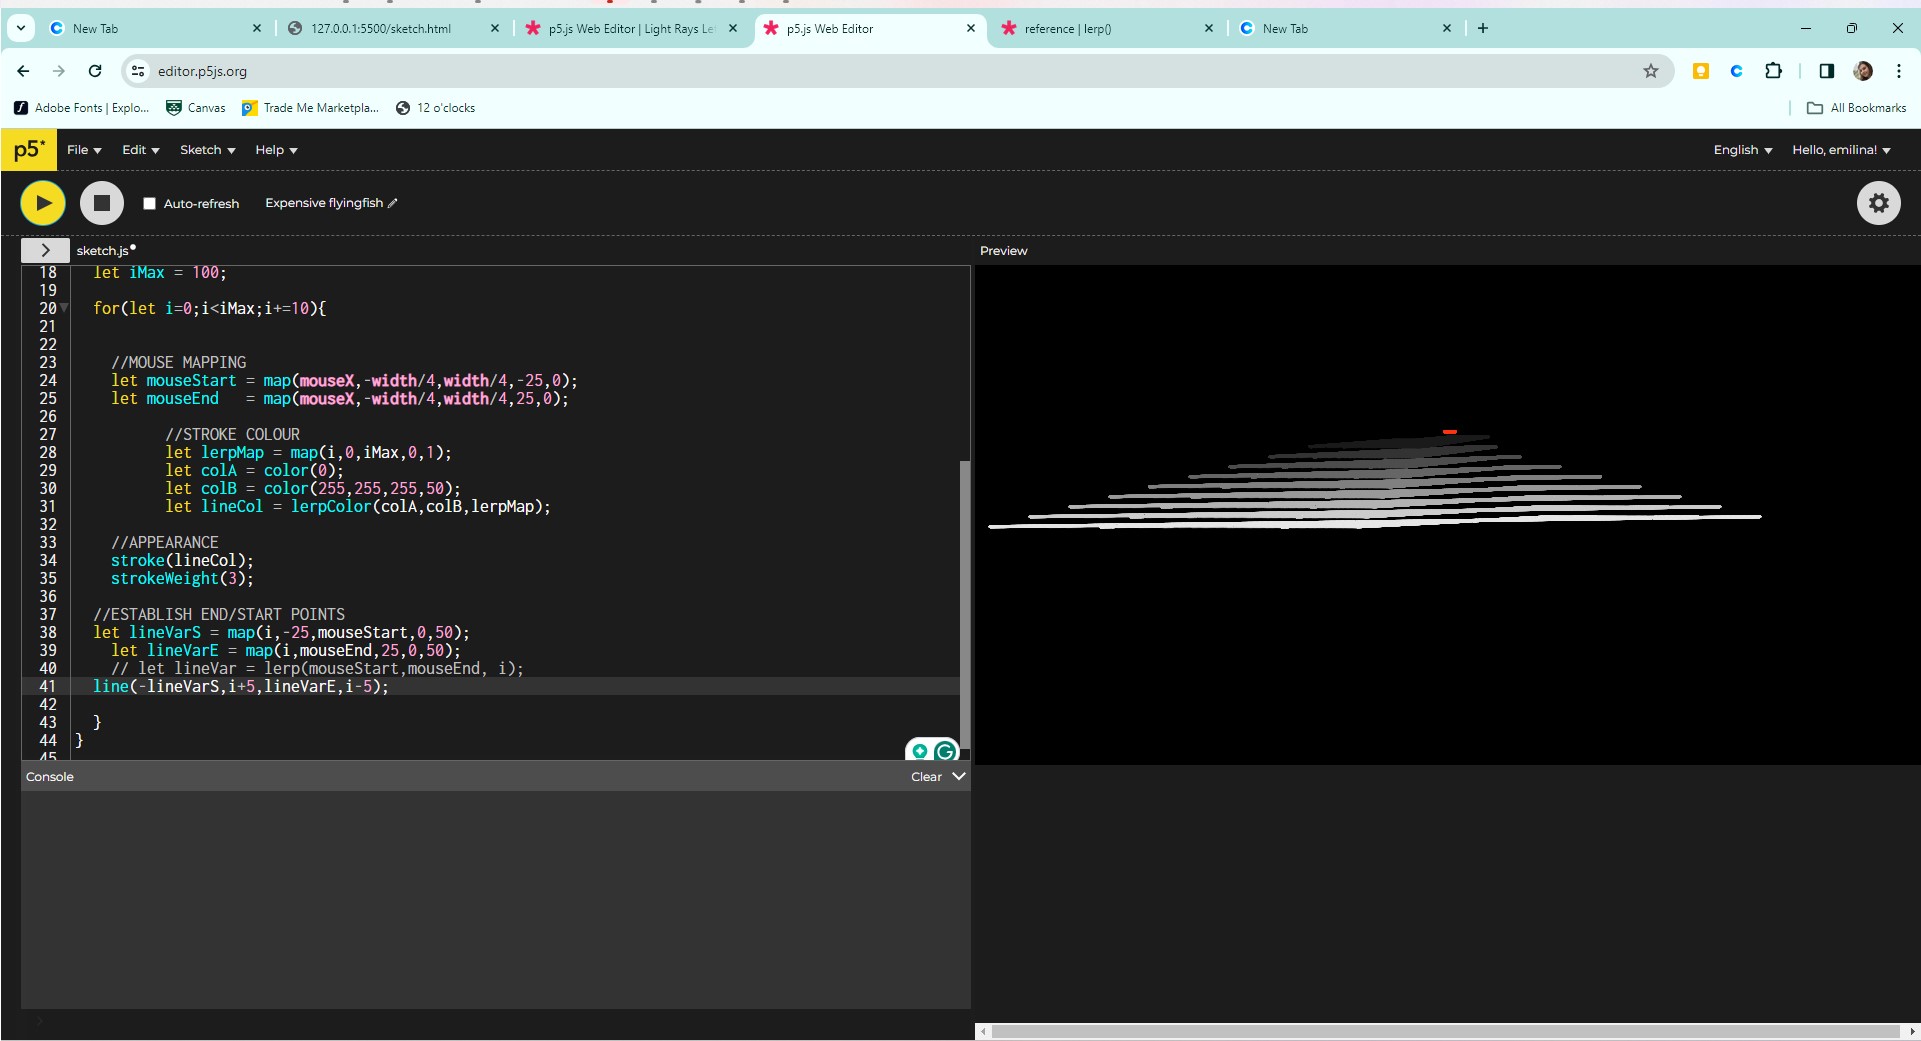 New Tab
127.0.0.1:5500/sketch.html
p5.js Web Editor | Light Rays Le
p5.js Web Editor
reference | lerp()
New Tab
editor.p5js.org
Adobe Fonts | Explo...
Canvas
Trade Me Marketpla...
12 o'clocks
All Bookmarks
p5*
File
Edit
Sketch
Help
English
Hello, emilina!
Auto-refresh
Expensive flyingfish
sketch.js
Preview
18 let iMax = 100;
19
20 for(let i=0;i<iMax;i+=10){
21
22
23 //MOUSE MAPPING
24 let mouseStart = map(mouseX,-width/4,width/4,-25,0);
25 let mouseEnd   = map(mouseX,-width/4,width/4,25,0);
26
27 //STROKE COLOUR
28 let lerpMap = map(i,0,iMax,0,1);
29 let colA = color(0);
30 let colB = color(255,255,255,50);
31 let lineCol = lerpColor(colA,colB,lerpMap);
32
33 //APPEARANCE
34 stroke(lineCol);
35 strokeWeight(3);
36
37 //ESTABLISH END/START POINTS
38 let lineVarS = map(i,-25,mouseStart,0,50);
39 let lineVarE = map(i,mouseEnd,25,0,50);
40 // let lineVar = lerp(mouseStart,mouseEnd, i);
41 line(-lineVarS,i+5,lineVarE,i-5);
42
43 }
44 }
45
Console
Clear